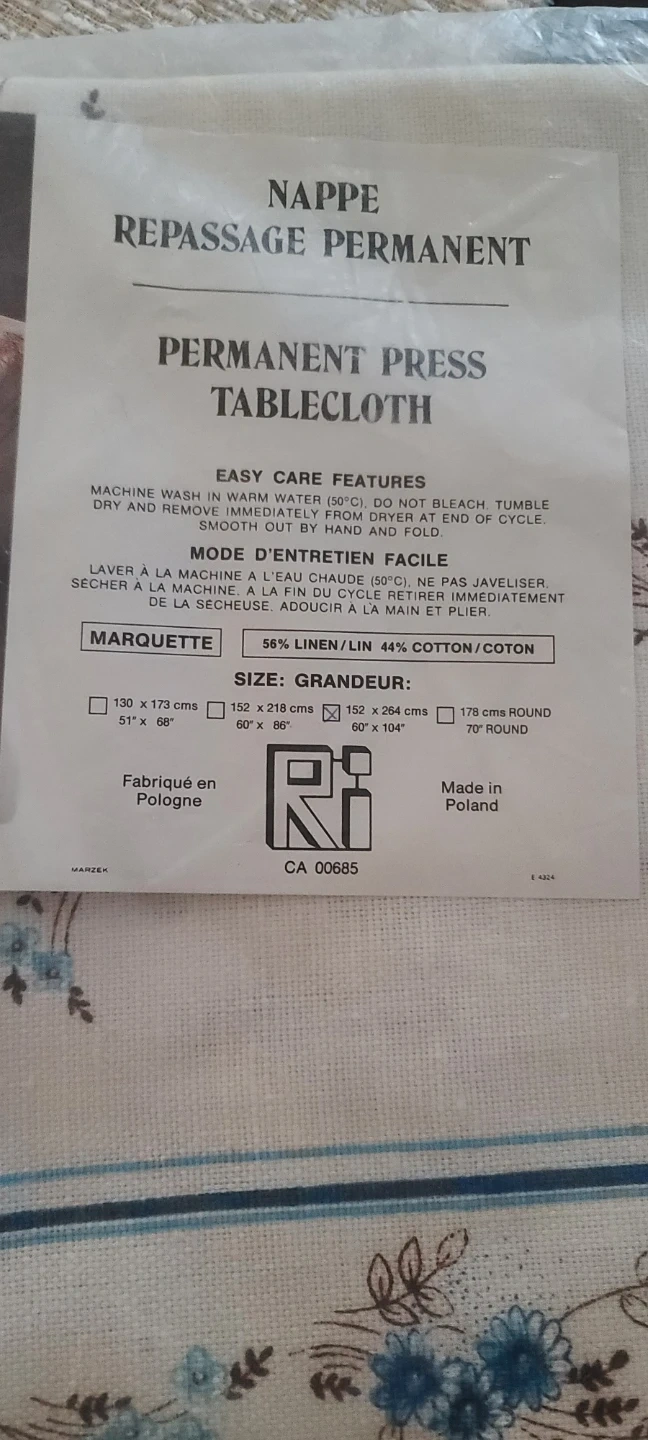 NAPPE
REPASSAGE PERMANENT
PERMANENT PRESS
TABLECLOTH
EASY CARE FEATURES
MACHINE WASH IN WARM WATER (50°C), DO NOT BLEACH. TUMBLE
DRY AND REMOVE IMMEDIATELY FROM DRYER AT END OF CYCLE.
SMOOTH OUT BY HAND AND FOLD.
MODE D'ENTRETIEN FACILE
LAVER À LA MACHINE A L'EAU CHAUDE (50°C), NE PAS JAVELISER,
SÉCHER À LA MACHINE. A LA FIN DU CYCLE RETIRER IMMÉDIATEMENT
DE LA SÉCHEUSE. ADOUCIR À LA MAIN ET PLIER.
MARQUETTE 56% LINEN/LIN 44% COTTON/COTON
SIZE: GRANDEUR:
130 x 173 cms 152 x 218 cms 152 x 264 cms 178 cms ROUND
51" x 68" 60" x 86" 60" x 104" 70" ROUND
Fabriqué en
Pologne
Ri
Made in
Poland
CA 00685
MARZEK
E 4324